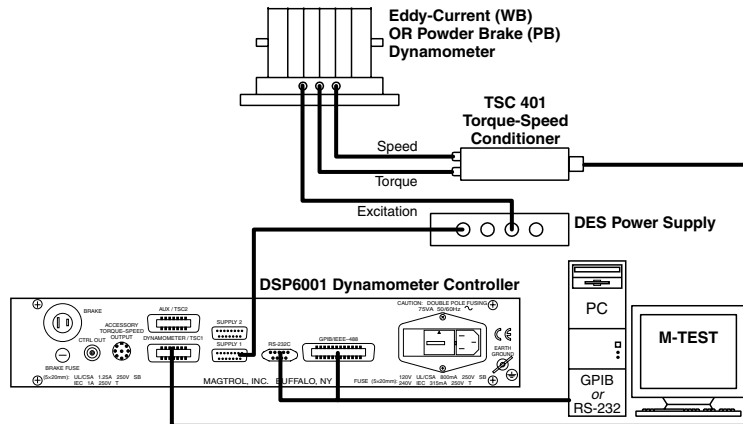 Eddy-Current (WB)
OR Powder Brake (PB)
Dynamometer
TSC 401
Torque-Speed
Conditioner
Speed
Torque
Excitation
DES Power Supply
DSP6001 Dynamometer Controller
BRAKE
AUX / TSC2
SUPPLY 2
CAUTION: DOUBLE POLE FUSING
75VA 50/60Hz
ACCESSORY
TORQUE–SPEED
OUTPUT
CTRL OUT
DYNAMOMETER / TSC1
SUPPLY 1
RS-232C
GPIB/IEEE–488
CE
EARTH
GROUND
BRAKE FUSE
(5x20mm): UL/CSA 1.25A 250V SB
IEC 1A 250V T
MAGTROL, INC. BUFFALO, NY
FUSE (5x20mm): 120V UL/CSA 800mA 250V SB
240V IEC 315mA 250V T
PC
M-TEST
GPIB
or
RS-232